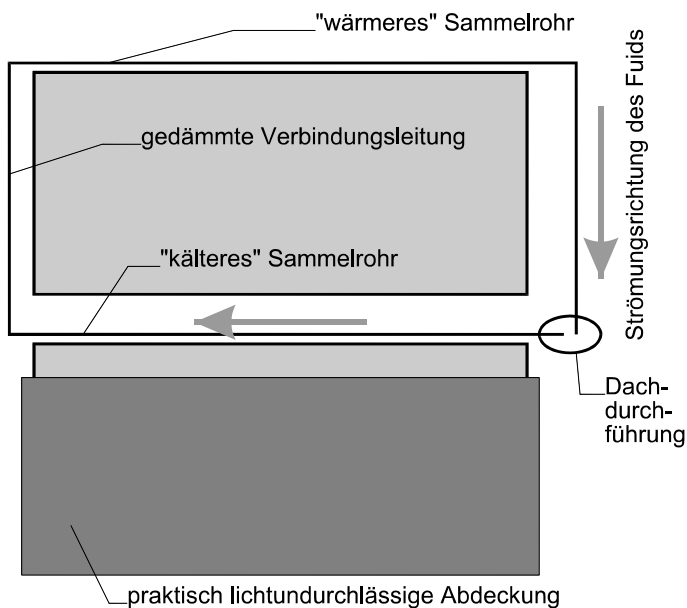 "wärmeres" Sammelrohr
gedämmte Verbindungsleitung
Strömungsrichtung des Fuids
"kälteres" Sammelrohr
Dach-
durch-
führung
praktisch lichtundurchlässige Abdeckung